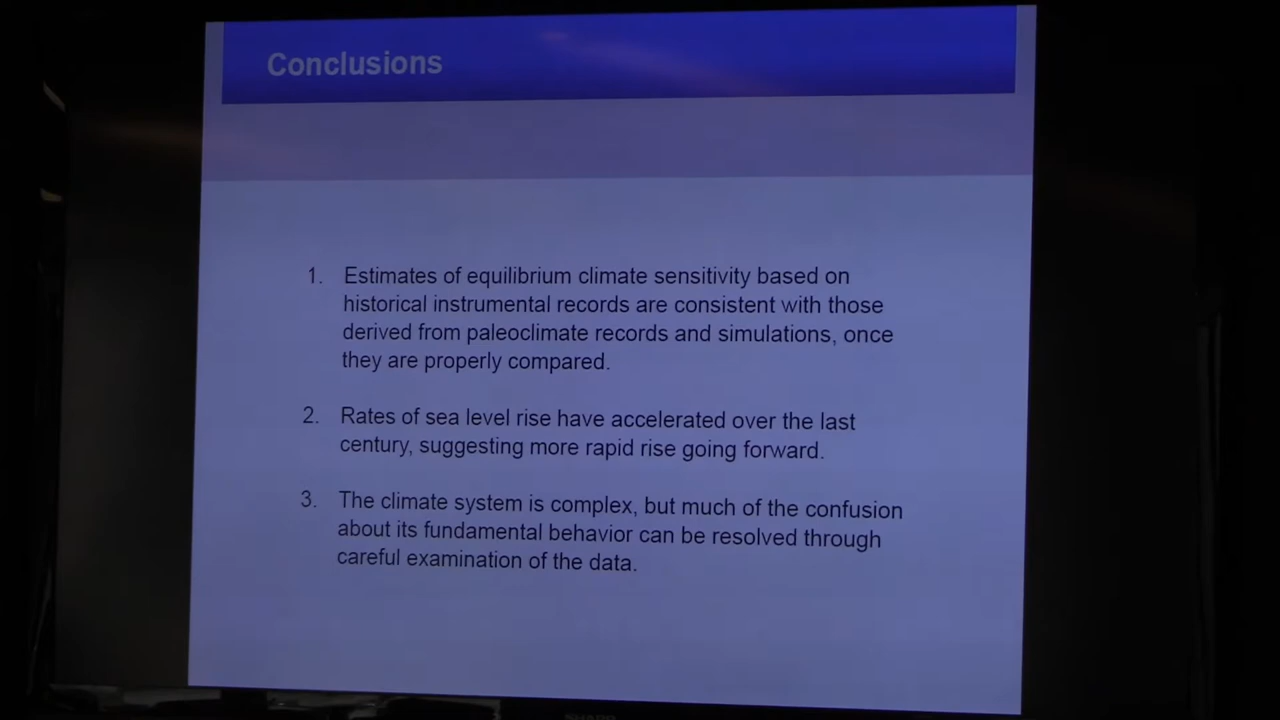 Conclusions
1. Estimates of equilibrium climate sensitivity based on
historical instrumental records are consistent with those
derived from paleoclimate records and simulations, once
they are properly compared.
2. Rates of sea level rise have accelerated over the last
century, suggesting more rapid rise going forward.
3. The climate system is complex, but much of the confusion
about its fundamental behavior can be resolved through
careful examination of the data.